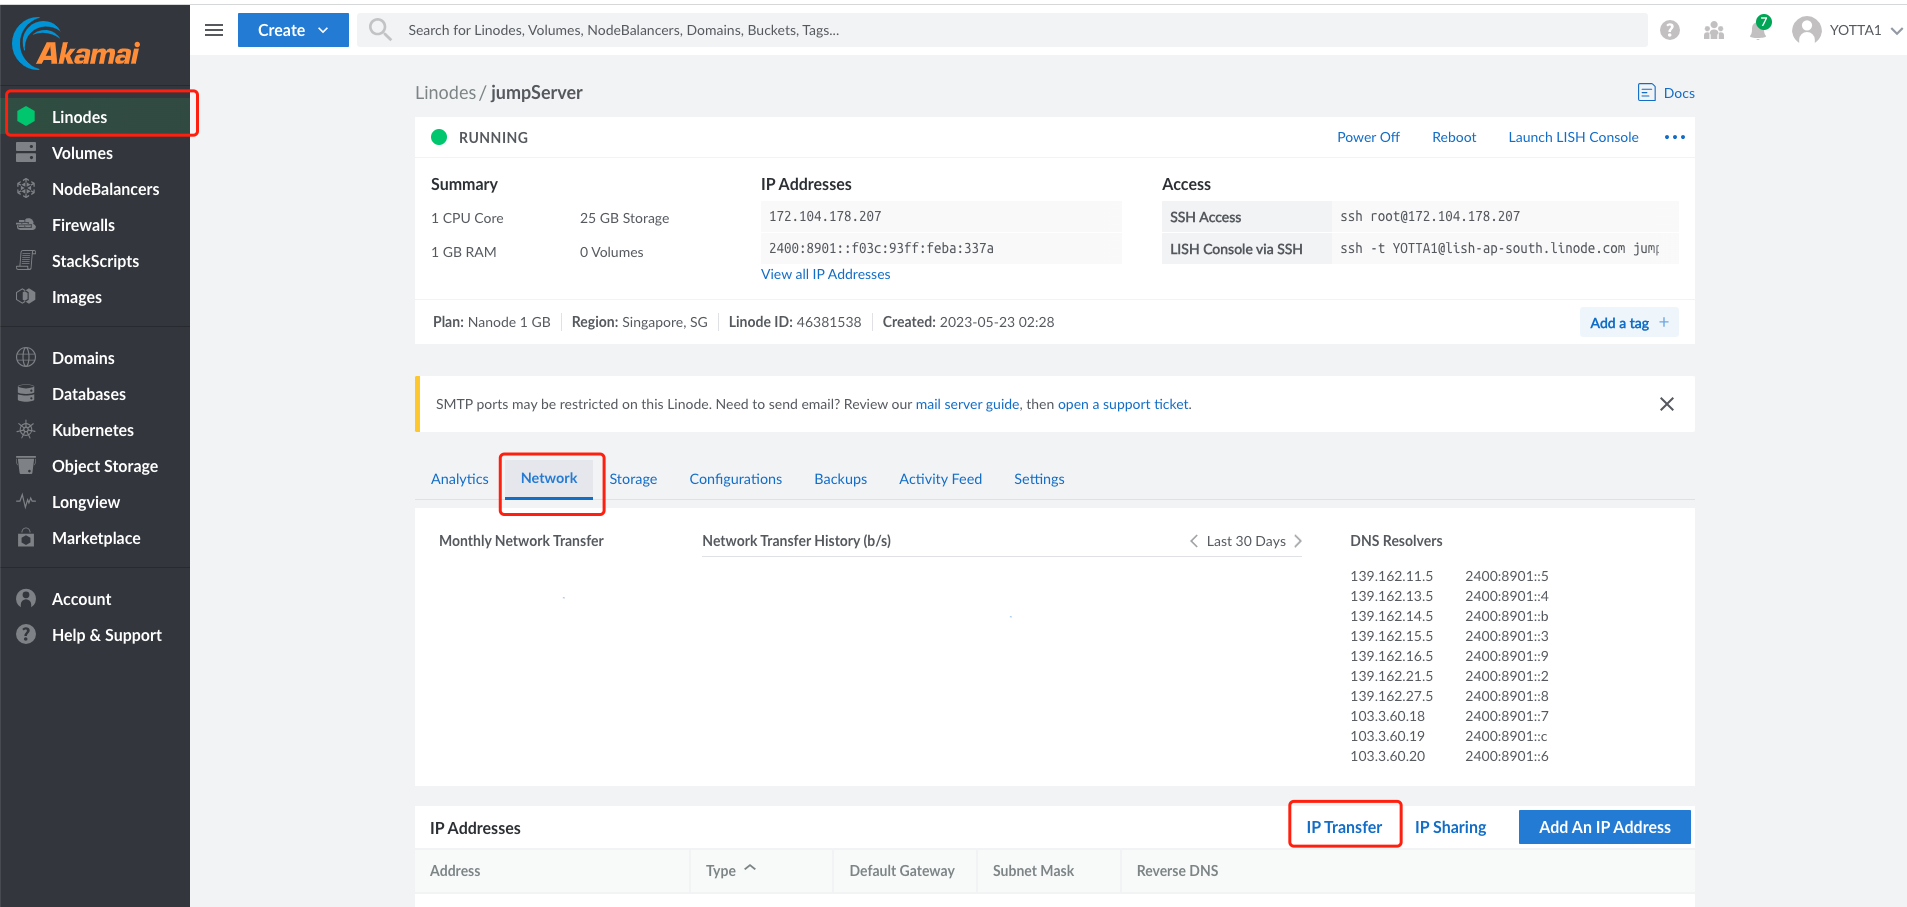 Akamai
Create
Search for Linodes, Volumes, NodeBalancers, Domains, Buckets, Tags...
7
YOTTA1
Linodes
Volumes
NodeBalancers
Firewalls
StackScripts
Images
Domains
Databases
Kubernetes
Object Storage
Longview
Marketplace
Account
Help & Support
Linodes / jumpServer
Docs
RUNNING
Power Off Reboot Launch LISH Console
Summary
1 CPU Core 25 GB Storage
1 GB RAM 0 Volumes
IP Addresses
172.104.178.207
2400:8901::f03c:93ff:feba:337a
View all IP Addresses
Access
SSH Access ssh root@172.104.178.207
LISH Console via SSH ssh -t YOTTA1@lish-ap-south.linode.com jump
Plan: Nanode 1 GB Region: Singapore, SG Linode ID: 46381538 Created: 2023-05-23 02:28
Add a tag +
SMTP ports may be restricted on this Linode. Need to send email? Review our mail server guide, then open a support ticket.
Analytics Network Storage Configurations Backups Activity Feed Settings
Monthly Network Transfer
Network Transfer History (b/s)
Last 30 Days
DNS Resolvers
139.162.11.5 2400:8901::5
139.162.13.5 2400:8901::4
139.162.14.5 2400:8901::b
139.162.15.5 2400:8901::3
139.162.16.5 2400:8901::9
139.162.21.5 2400:8901::2
139.162.27.5 2400:8901::8
103.3.60.18 2400:8901::7
103.3.60.19 2400:8901::c
103.3.60.20 2400:8901::6
IP Addresses
IP Transfer IP Sharing Add An IP Address
Address Type Default Gateway Subnet Mask Reverse DNS